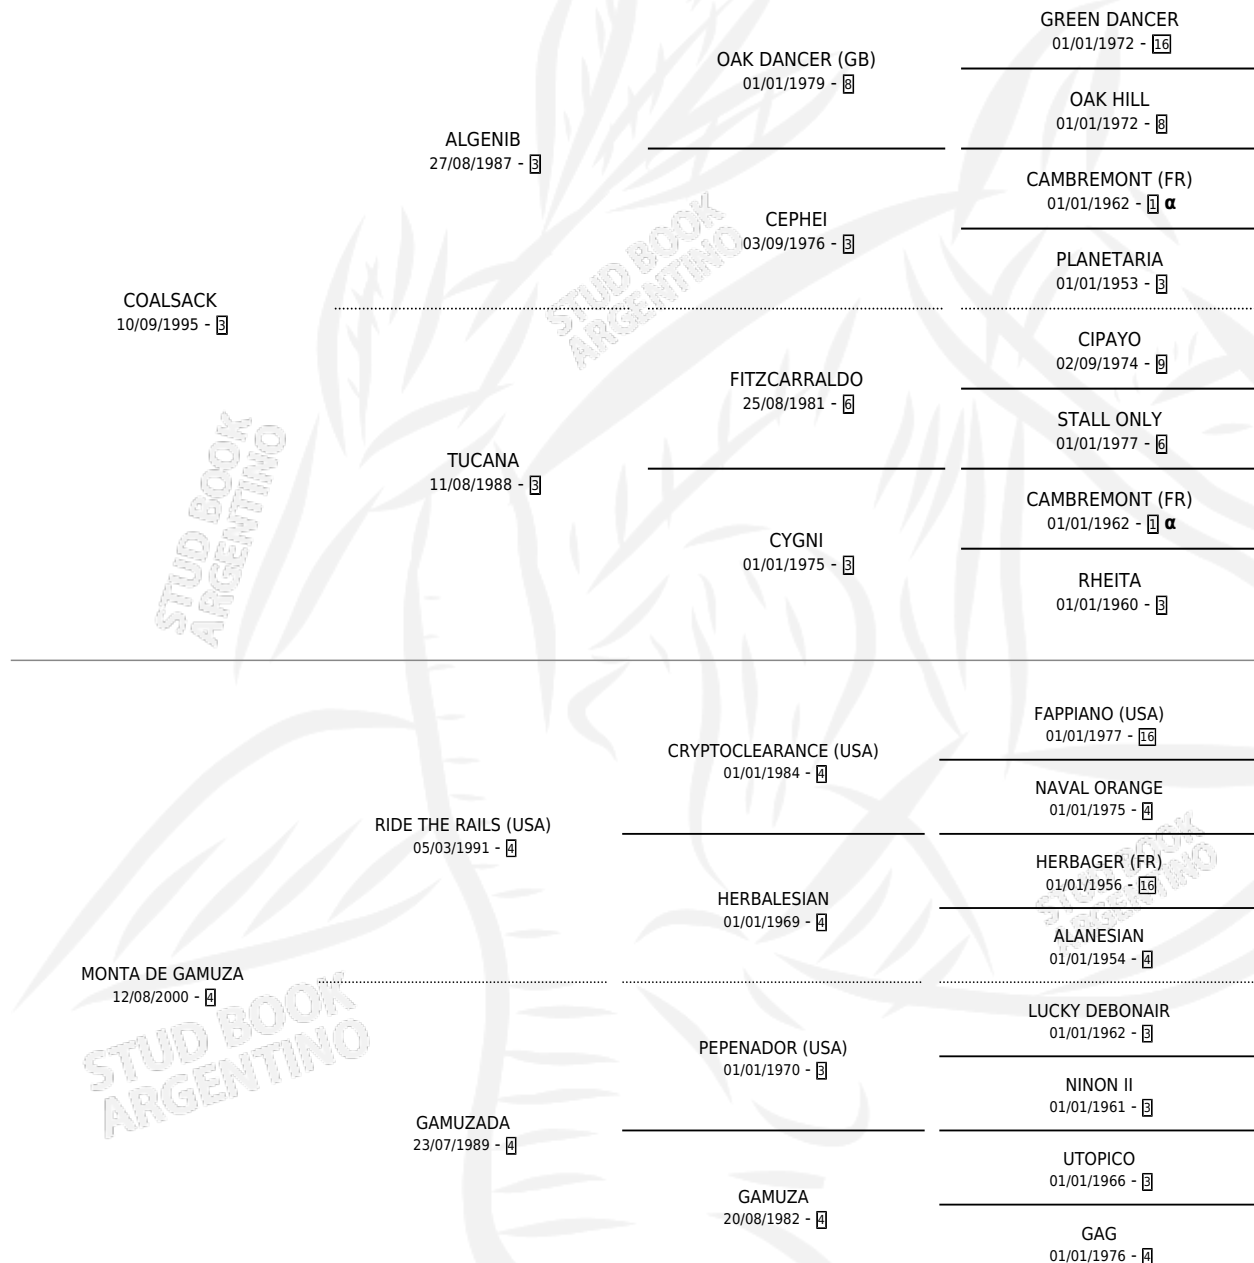 GREEN DANCER
01/01/1972 - 16
OAK DANCER (GB)
01/01/1979 - 8
OAK HILL
01/01/1972 - 8
ALGENIB
27/08/1987 - 3
CAMBREMONT (FR)
01/01/1962 - 1 α
CEPHEI
03/09/1976 - 3
PLANETARIA
01/01/1953 - 3
STUD BOOK
ARGENTINO
COALSACK
10/09/1995 - 3
CIPAYO
02/09/1974 - 9
FITZCARRALDO
25/08/1981 - 6
STALL ONLY
01/01/1977 - 6
TUCANA
11/08/1988 - 3
CAMBREMONT (FR)
01/01/1962 - 1 α
CYGNI
01/01/1975 - 3
RHEITA
01/01/1960 - 3
STUD BOOK
ARGENTINO
FAPPIANO (USA)
01/01/1977 - 16
CRYPTOCLEARANCE (USA)
01/01/1984 - 4
NAVAL ORANGE
01/01/1975 - 4
RIDE THE RAILS (USA)
05/03/1991 - 4
HERBAGER (FR)
01/01/1956 - 16
HERBALESIAN
01/01/1969 - 4
ALANESIAN
01/01/1954 - 4
STUD BOOK
ARGENTINO
MONTA DE GAMUZA
12/08/2000 - 4
LUCKY DEBONAIR
01/01/1962 - 3
PEPENADOR (USA)
01/01/1970 - 3
NINON II
01/01/1961 - 3
GAMUZADA
23/07/1989 - 4
UTOPICO
01/01/1966 - 3
GAMUZA
20/08/1982 - 4
GAG
01/01/1976 - 4
STUD BOOK
ARGENTINO